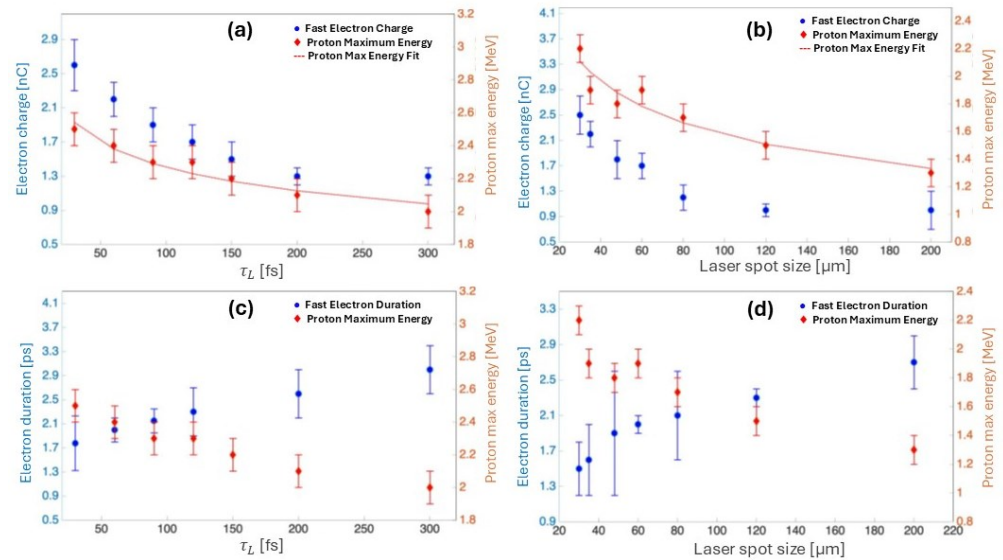 (a)
Fast Electron Charge
Proton Maximum Energy
Proton Max Energy Fit
Electron charge [nC]
2.9
2.5
2.1
1.7
1.3
0.9
0.5
Proton max energy [MeV]
3.2
3
2.8
2.6
2.4
2.2
2
1.8
50 100 150 200 250 300
τL [fs]
(b)
Fast Electron Charge
Proton Maximum Energy
Proton Max Energy Fit
Electron charge [nC]
4.1
3.7
3.3
2.9
2.5
2.1
1.7
1.3
0.9
0.5
Proton max energy [MeV]
2.4
2.2
2
1.8
1.6
1.4
1.2
1
0.8
20 40 60 80 100 120 140 160 180 200
Laser spot size [µm]
(c)
Fast Electron Duration
Proton Maximum Energy
Electron duration [ps]
4.1
3.7
3.3
2.9
2.5
2.1
1.7
1.3
0.9
0.5
Proton max energy [MeV]
3.2
3
2.8
2.6
2.4
2.2
2
1.8
50 100 150 200 250 300
τL [fs]
(d)
Fast Electron Duration
Proton Maximum Energy
Electron duration [ps]
3.3
2.9
2.5
2.1
1.7
1.3
0.9
Proton max energy [MeV]
2.4
2.2
2
1.8
1.6
1.4
1.2
1
0.8
20 40 60 80 100 120 140 160 180 200 220
Laser spot size [µm]